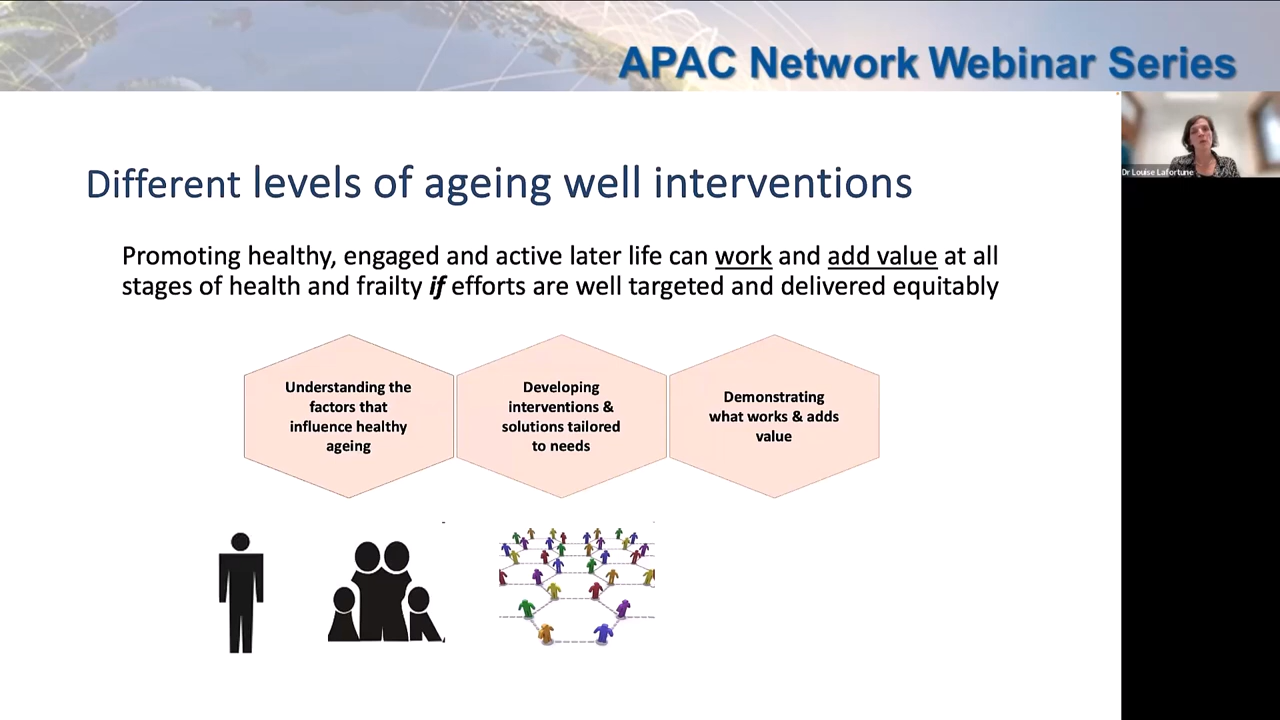 APAC Network Webinar Series
Dr Louise Lafortune
Different levels of ageing well interventions
Promoting healthy, engaged and active later life can work and add value at all
stages of health and frailty if efforts are well targeted and delivered equitably
Understanding the
factors that
influence healthy
ageing
Developing
interventions &
solutions tailored
to needs
Demonstrating
what works & adds
value